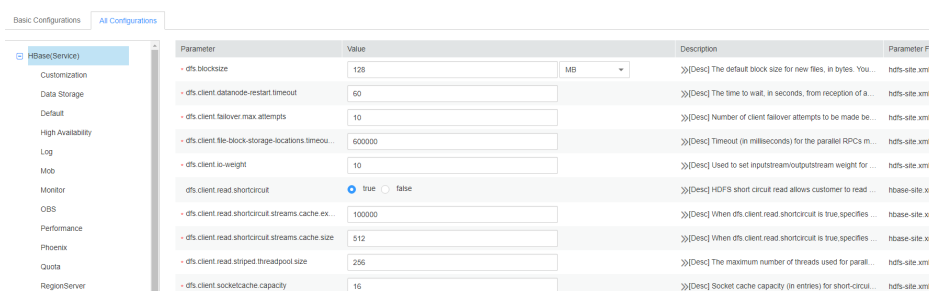 Basic Configurations All Configurations
HBase(Service)
Customization
Data Storage
Default
High Availability
Log
Mob
Monitor
OBS
Performance
Phoenix
Quota
RegionServer
Parameter Value Description Parameter F
• dfs.blocksize 128 MB >>[Desc] The default block size for new files, in bytes. You... hdfs-site.xml
• dfs.client.datanode-restart.timeout 60 >>[Desc] The time to wait, in seconds, from reception of a... hdfs-site.xml
• dfs.client.failover.max.attempts 10 >>[Desc] Number of client failover attempts to be made be... hdfs-site.xml
• dfs.client.file-block-storage-locations.timeou... 600000 >>[Desc] Timeout (in milliseconds) for the parallel RPCs m... hdfs-site.xml
• dfs.client.io-weight 10 >>[Desc] Used to set inputstream/outputstream weight for ... hdfs-site.xml
dfs.client.read.shortcircuit true false >>[Desc] HDFS short circuit read allows customer to read ... hbase-site.x
• dfs.client.read.shortcircuit.streams.cache.ex... 100000 >>[Desc] When dfs.client.read.shortcircuit is true,specifies ... hbase-site.x
• dfs.client.read.shortcircuit.streams.cache.size 512 >>[Desc] When dfs.client.read.shortcircuit is true,specifies ... hbase-site.x
• dfs.client.read.striped.threadpool.size 256 >>[Desc] The maximum number of threads used for parall... hdfs-site.xml
• dfs.client.socketcache.capacity 16 >>[Desc] Socket cache capacity (in entries) for short-circui... hdfs-site.xml